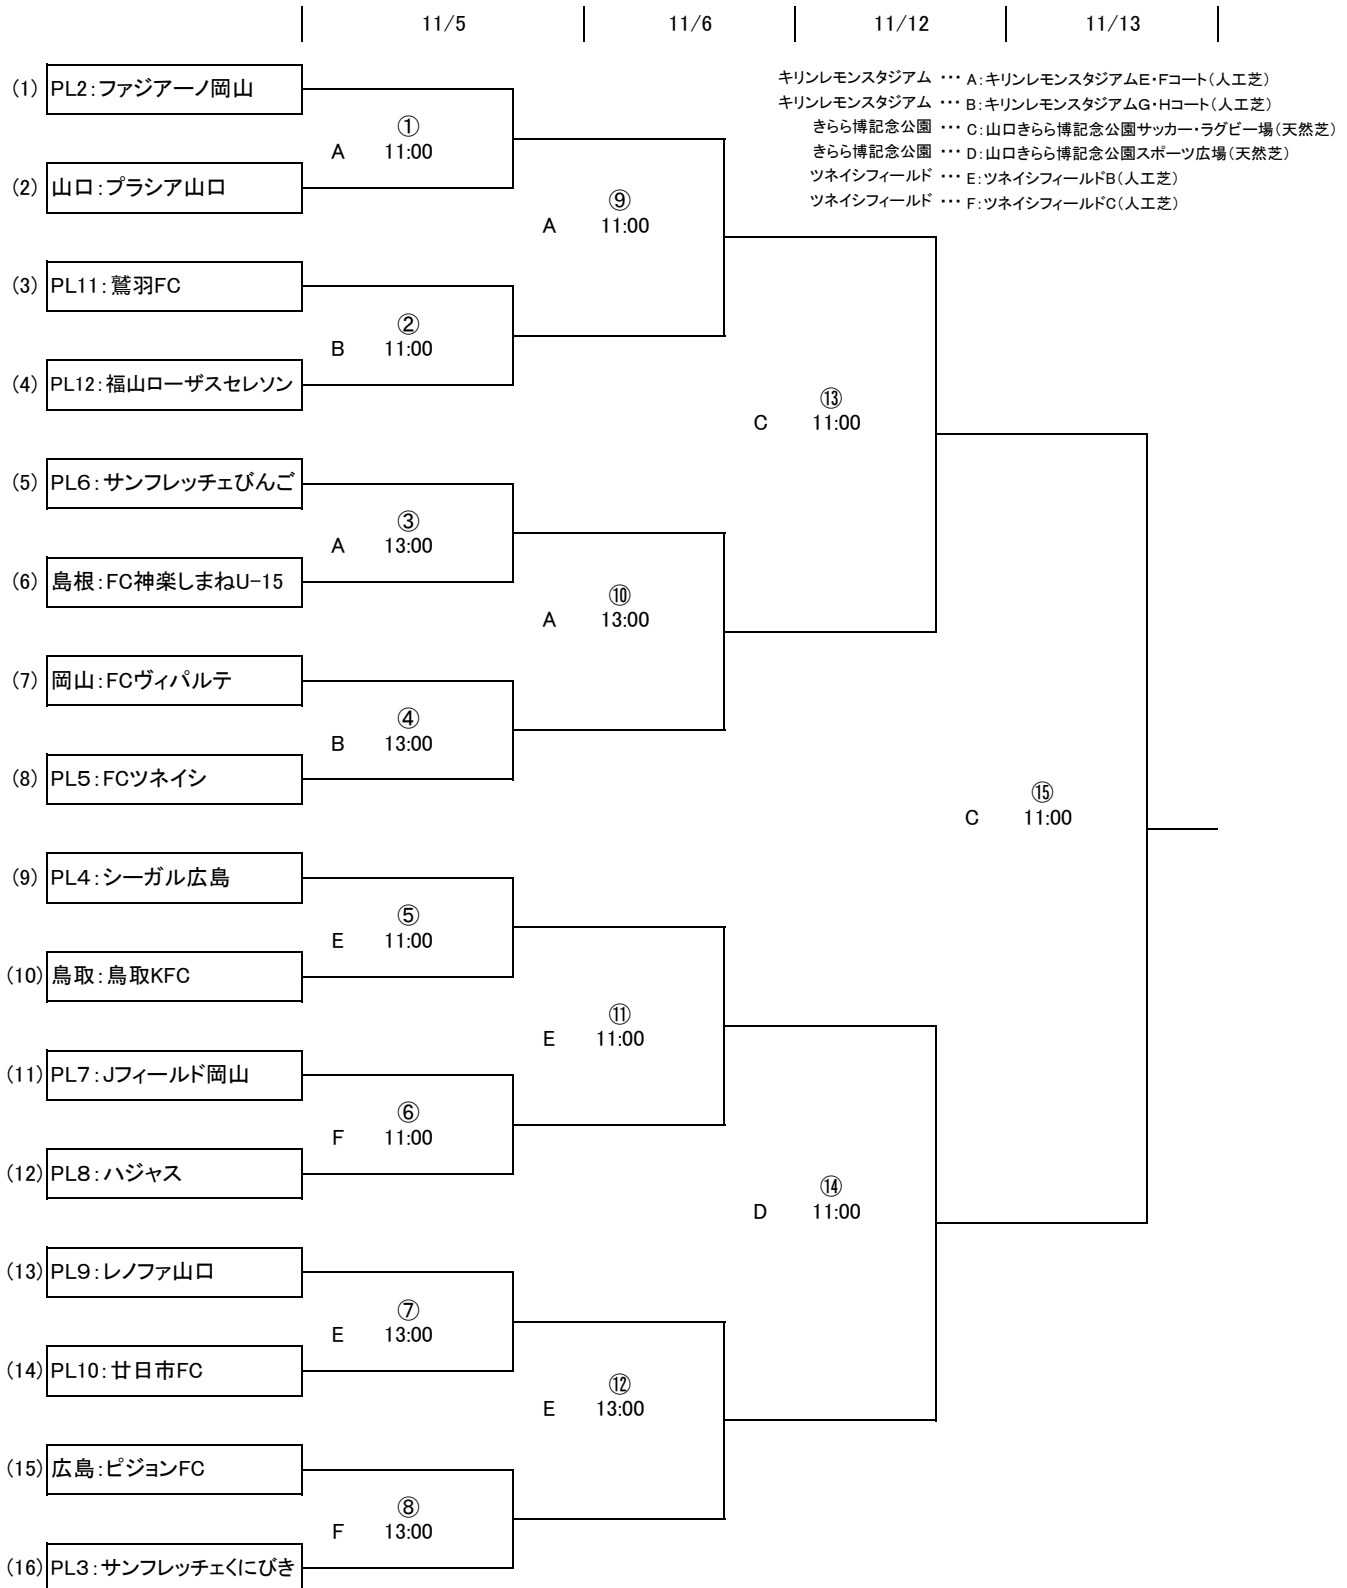 11/5 11/6 11/12 11/13
キリンレモンスタジアム ・・・ A:キリンレモンスタジアムE・Fコート(人工芝)
キリンレモンスタジアム ・・・ B:キリンレモンスタジアムG・Hコート(人工芝)
きらら博記念公園 ・・・ C:山口きらら博記念公園サッカー・ラグビー場(天然芝)
きらら博記念公園 ・・・ D:山口きらら博記念公園スポーツ広場(天然芝)
ツネイシフィールド ・・・ E:ツネイシフィールドB(人工芝)
ツネイシフィールド ・・・ F:ツネイシフィールドC(人工芝)
(1) PL2:ファジアーノ岡山
①
A 11:00
(2) 山口:プラシア山口
⑨
A 11:00
(3) PL11:鷲羽FC
②
B 11:00
(4) PL12:福山ローザスセレソン
⑬
C 11:00
(5) PL6:サンフレッチェびんご
③
A 13:00
(6) 島根:FC神楽しまねU-15
⑩
A 13:00
(7) 岡山:FCヴィパルテ
④
B 13:00
(8) PL5:FCツネイシ
⑮
C 11:00
(9) PL4:シーガル広島
⑤
E 11:00
(10) 鳥取:鳥取KFC
⑪
E 11:00
(11) PL7:Jフィールド岡山
⑥
F 11:00
(12) PL8:ハジャス
⑭
D 11:00
(13) PL9:レノファ山口
⑦
E 13:00
(14) PL10:廿日市FC
⑫
E 13:00
(15) 広島:ピジョンFC
⑧
F 13:00
(16) PL3:サンフレッチェくにびき